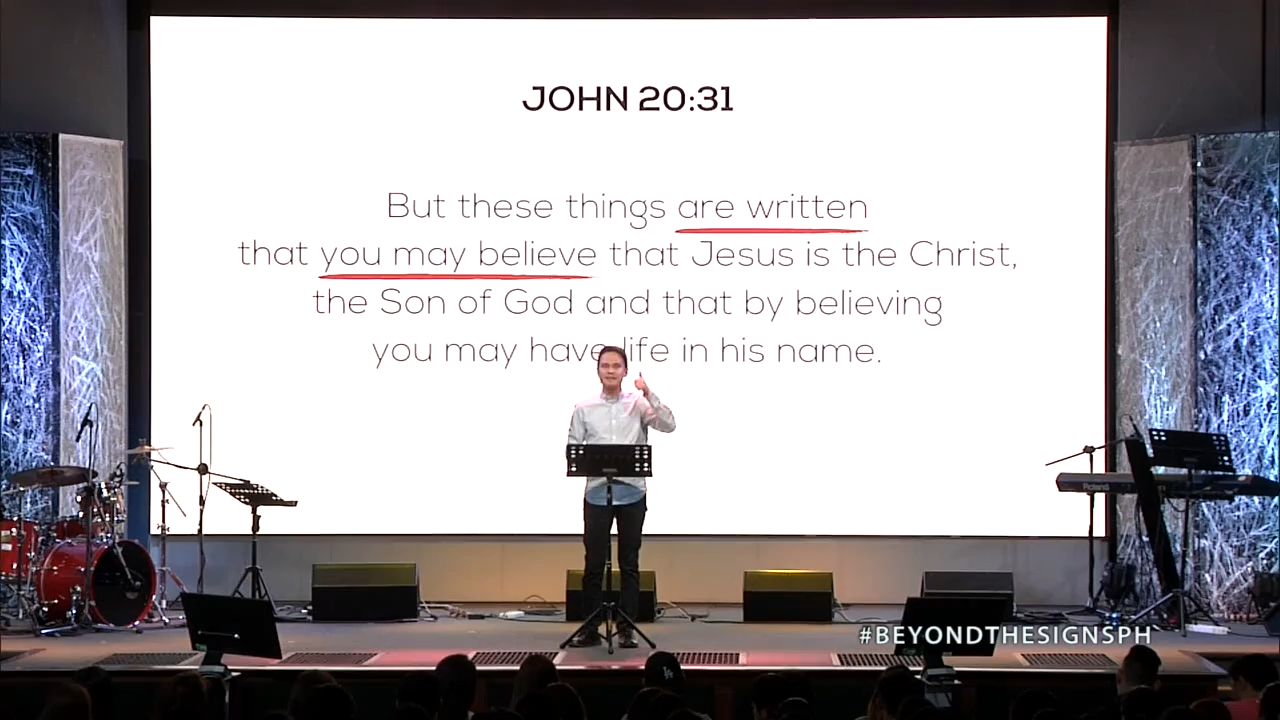 JOHN 20:31
But these things are written
that you may believe that Jesus is the Christ,
the Son of God and that by believing
you may have life in his name.
Roland
#BEYONDTHESIGNSPH
LA